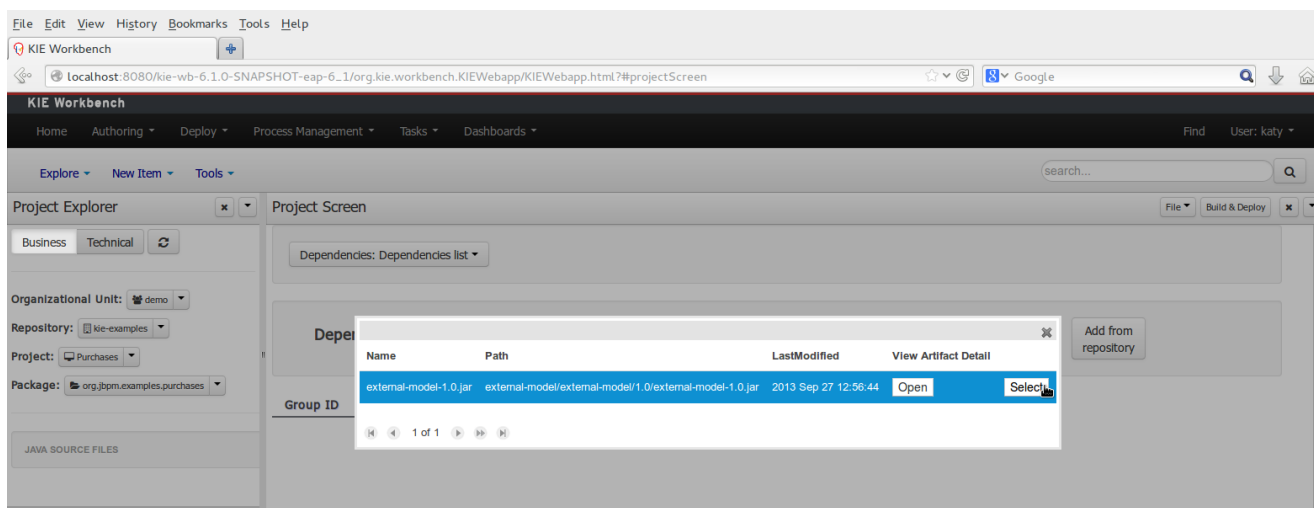 File Edit View History Bookmarks Tools Help
KIE Workbench
localhost:8080/kie-wb-6.1.0-SNAPSHOT-eap-6_1/org.kie.workbench.KIEWebapp/KIEWebapp.html?#projectScreen
8 Google
KIE Workbench
Home Authoring Deploy Process Management Tasks Dashboards Find User: katy
Explore New Item Tools search...
Project Explorer Project Screen File Build & Deploy
Business Technical
Dependencies: Dependencies list
Organizational Unit: demo
Repository: kie-examples
Project: Purchases
Package: org.jbpm.examples.purchases
Depe
Add from
repository
Name Path LastModified View Artifact Detail
external-model-1.0.jar external-model/external-model/1.0/external-model-1.0.jar 2013 Sep 27 12:56:44 Open Select
Group ID
1 of 1
JAVA SOURCE FILES